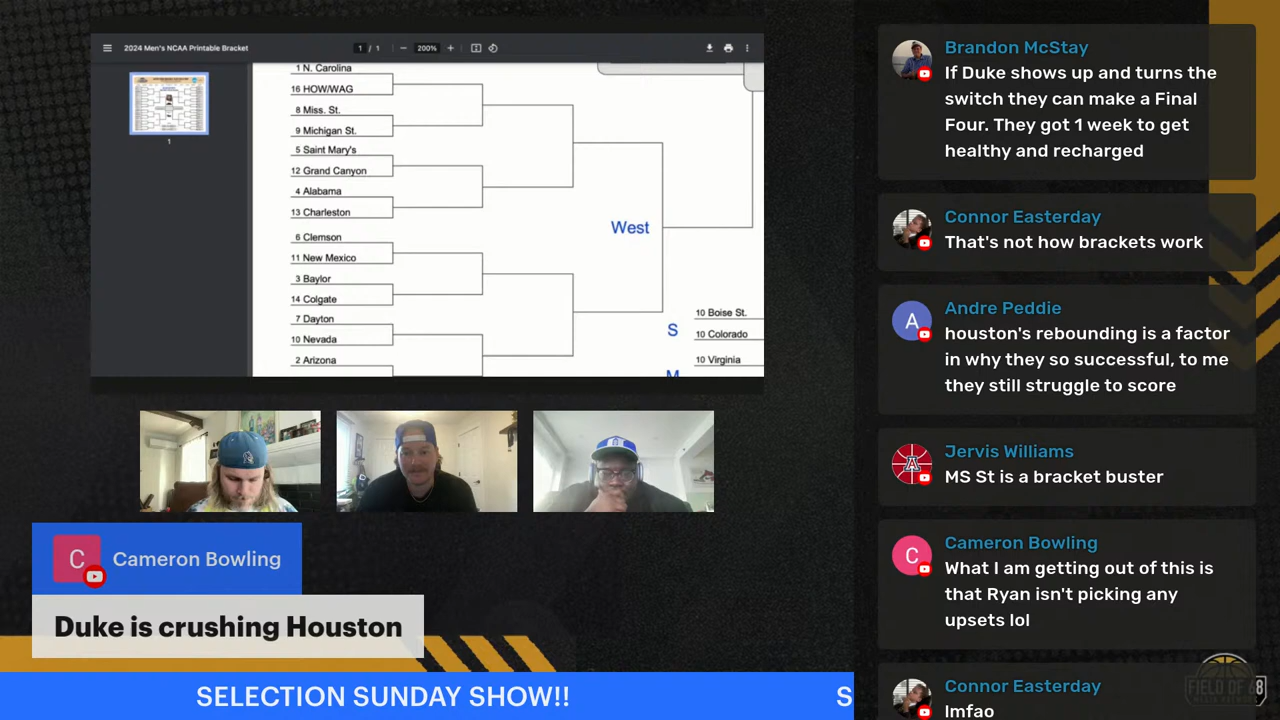 2024 Men's NCAA Printable Bracket
1 / 1
200%
1 N. Carolina
16 HOW/WAG
8 Miss. St.
9 Michigan St.
5 Saint Mary's
12 Grand Canyon
4 Alabama
13 Charleston
6 Clemson
11 New Mexico
3 Baylor
14 Colgate
7 Dayton
10 Nevada
2 Arizona
West
S
M
10 Boise St.
10 Colorado
10 Virginia
1
C
Cameron Bowling
Duke is crushing Houston
SELECTION SUNDAY SHOW!!
S
Brandon McStay
If Duke shows up and turns the
switch they can make a Final
Four. They got 1 week to get
healthy and recharged
Connor Easterday
That's not how brackets work
A
Andre Peddie
houston's rebounding is a factor
in why they so successful, to me
they still struggle to score
A
Jervis Williams
MS St is a bracket buster
C
Cameron Bowling
What I am getting out of this is
that Ryan isn't picking any
upsets lol
Connor Easterday
lmfao
FIELD OF 68
MEDIA NETWORK